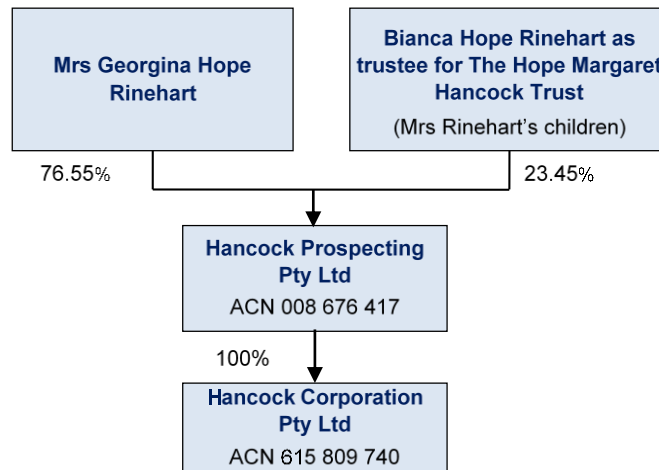 Mrs Georgina Hope
Rinehart
Bianca Hope Rinehart as
trustee for The Hope Margaret
Hancock Trust
(Mrs Rinehart's children)
76.55%
23.45%
Hancock Prospecting
Pty Ltd
ACN 008 676 417
100%
Hancock Corporation
Pty Ltd
ACN 615 809 740